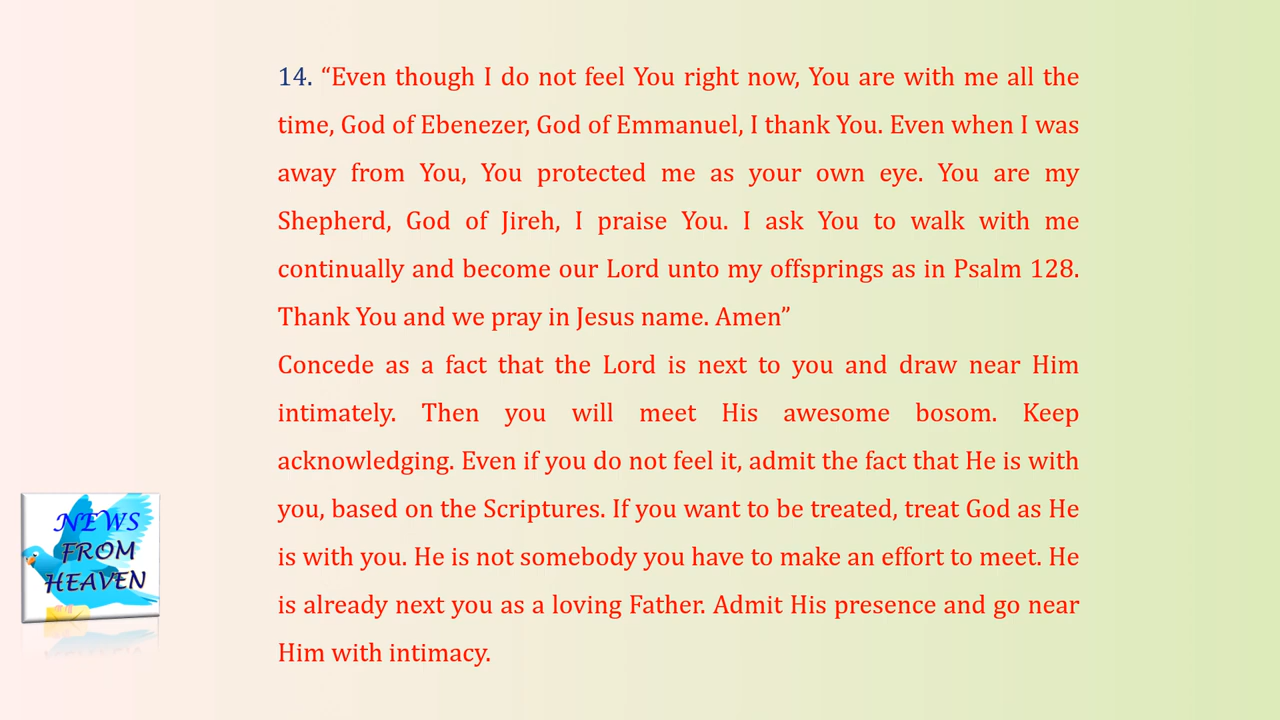 14. “Even though I do not feel You right now, You are with me all the
time, God of Ebenezer, God of Emmanuel, I thank You. Even when I was
away from You, You protected me as your own eye. You are my
Shepherd, God of Jireh, I praise You. I ask You to walk with me
continually and become our Lord unto my offsprings as in Psalm 128.
Thank You and we pray in Jesus name. Amen”
Concede as a fact that the Lord is next to you and draw near Him
intimately. Then you will meet His awesome bosom. Keep
acknowledging. Even if you do not feel it, admit the fact that He is with
you, based on the Scriptures. If you want to be treated, treat God as He
is with you. He is not somebody you have to make an effort to meet. He
is already next you as a loving Father. Admit His presence and go near
Him with intimacy.
NEWS
FROM
HEAVEN